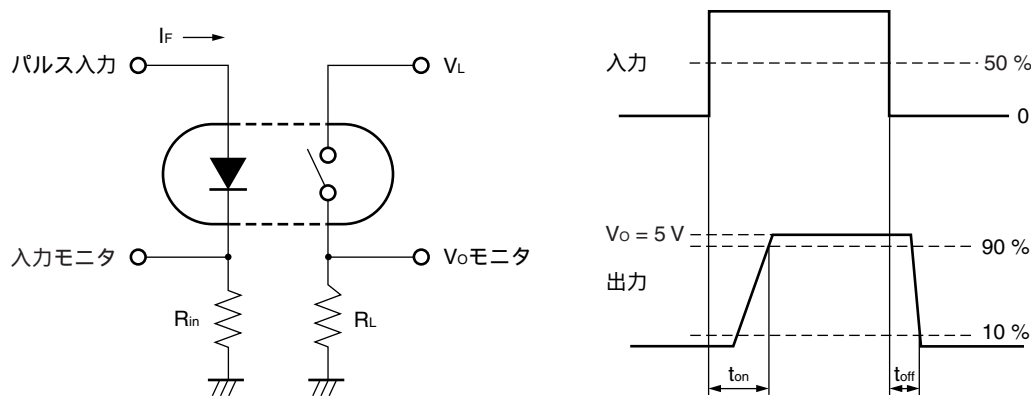 IF
パルス入力
VL
入力モニタ
VOモニタ
Rin
RL
入力
50 %
0
VO = 5 V
90 %
出力
10 %
ton
toff